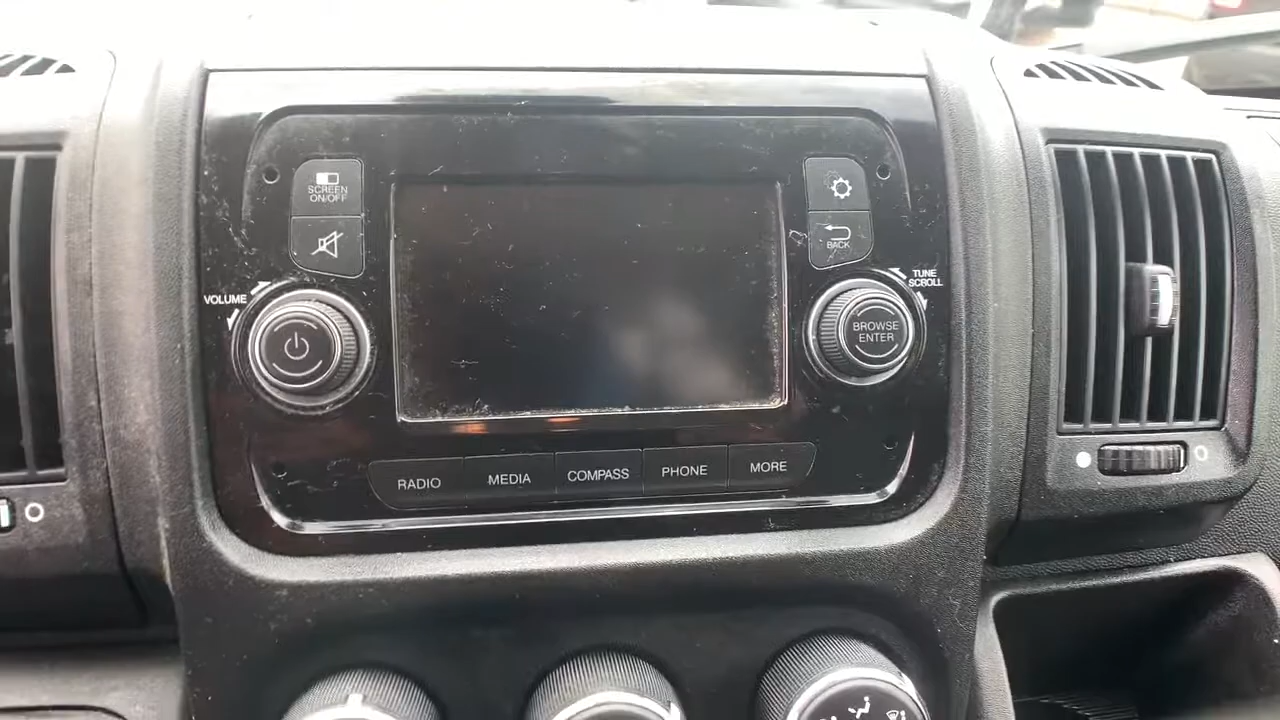 SCREEN
ON/OFF
BACK
VOLUME
TUNE
SCROLL
BROWSE
ENTER
RADIO
MEDIA
COMPASS
PHONE
MORE